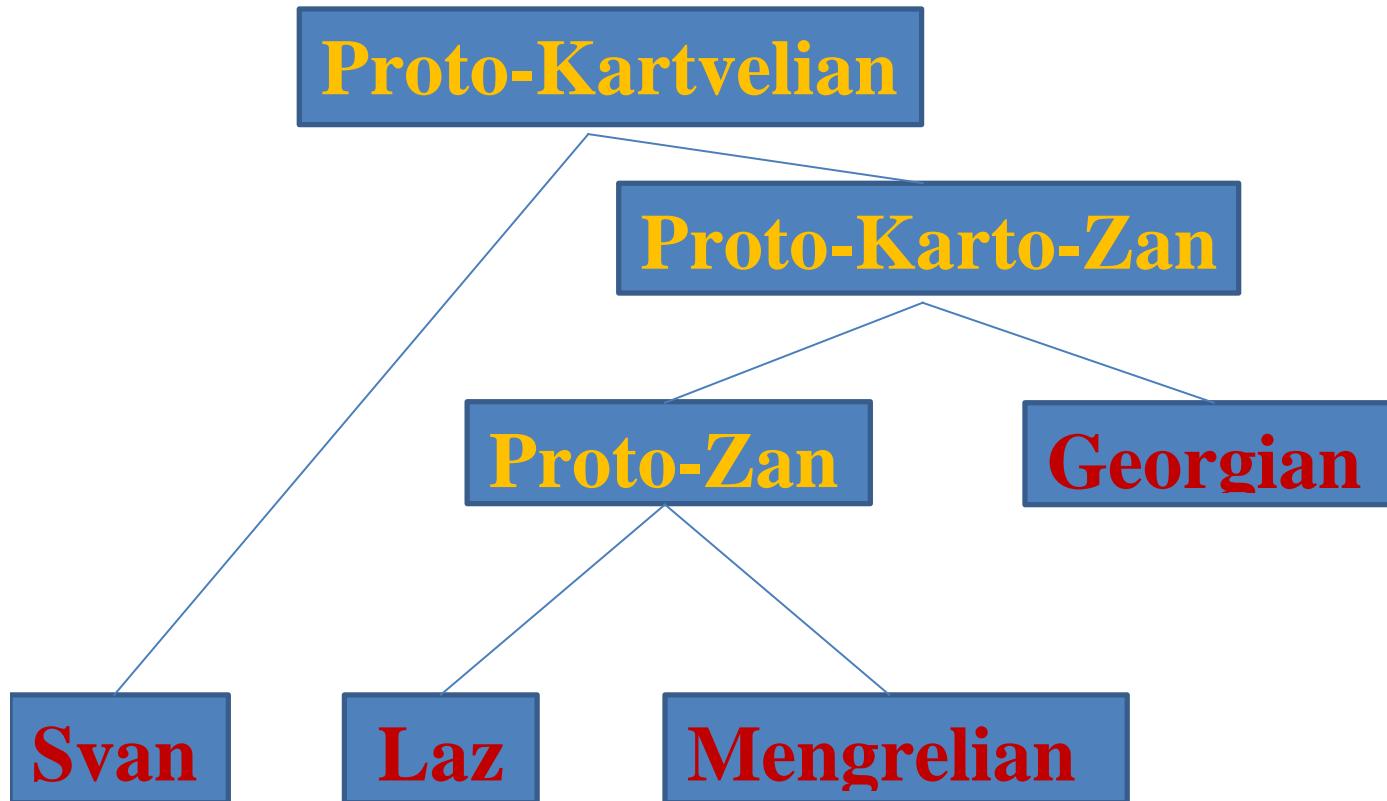 Proto-Kartvelian
Proto-Karto-Zan
Proto-Zan
Georgian
Svan
Laz
Mengrelian